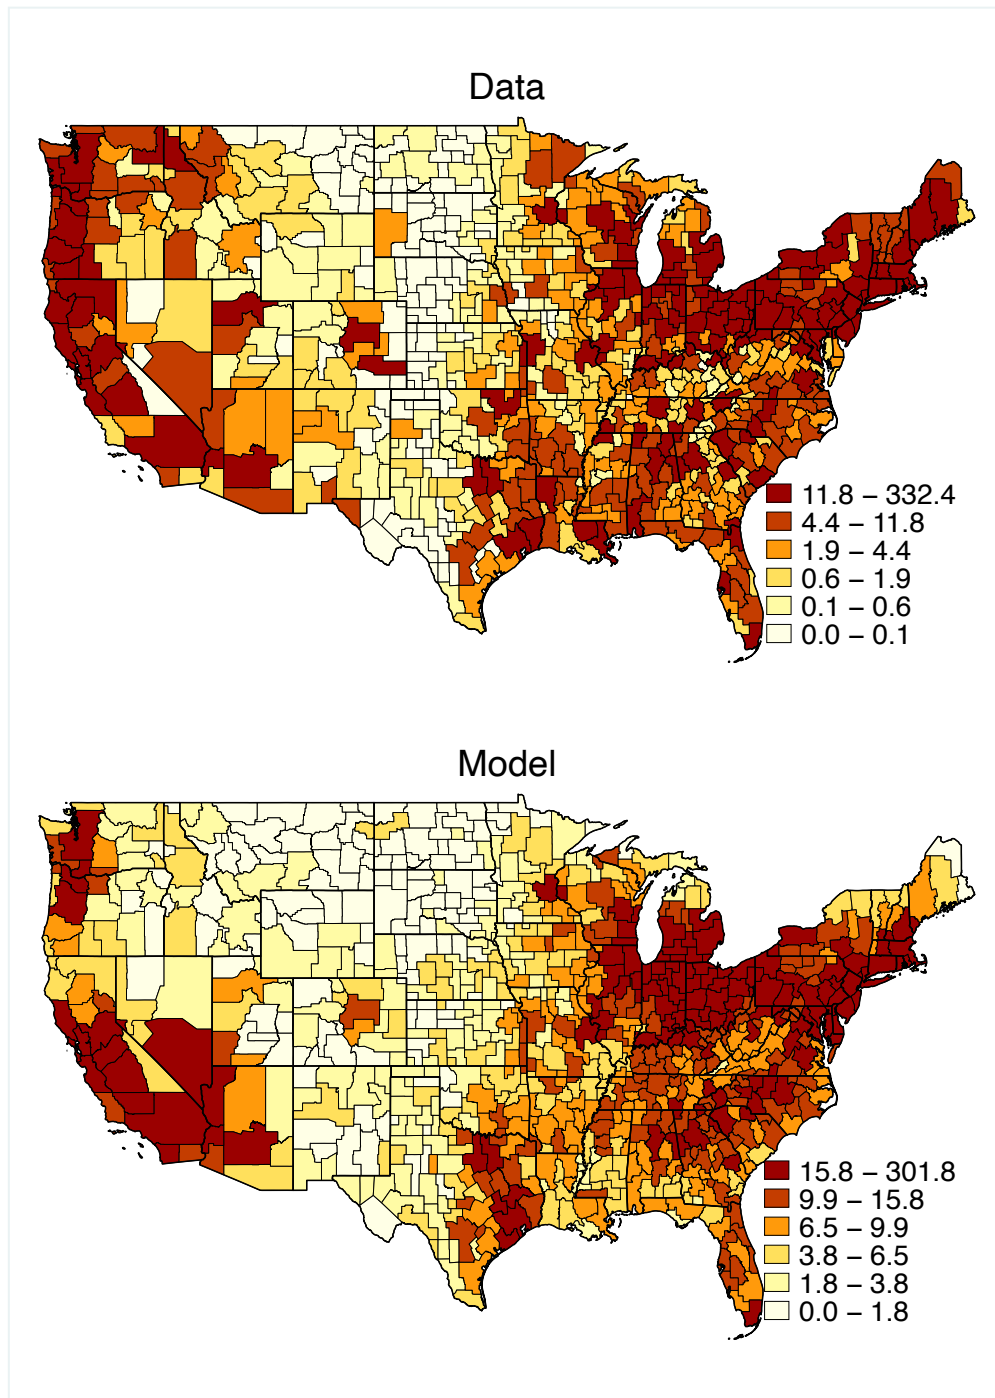 Data
11.8 – 332.4
4.4 – 11.8
1.9 – 4.4
0.6 – 1.9
0.1 – 0.6
0.0 – 0.1
Model
15.8 – 301.8
9.9 – 15.8
6.5 – 9.9
3.8 – 6.5
1.8 – 3.8
0.0 – 1.8